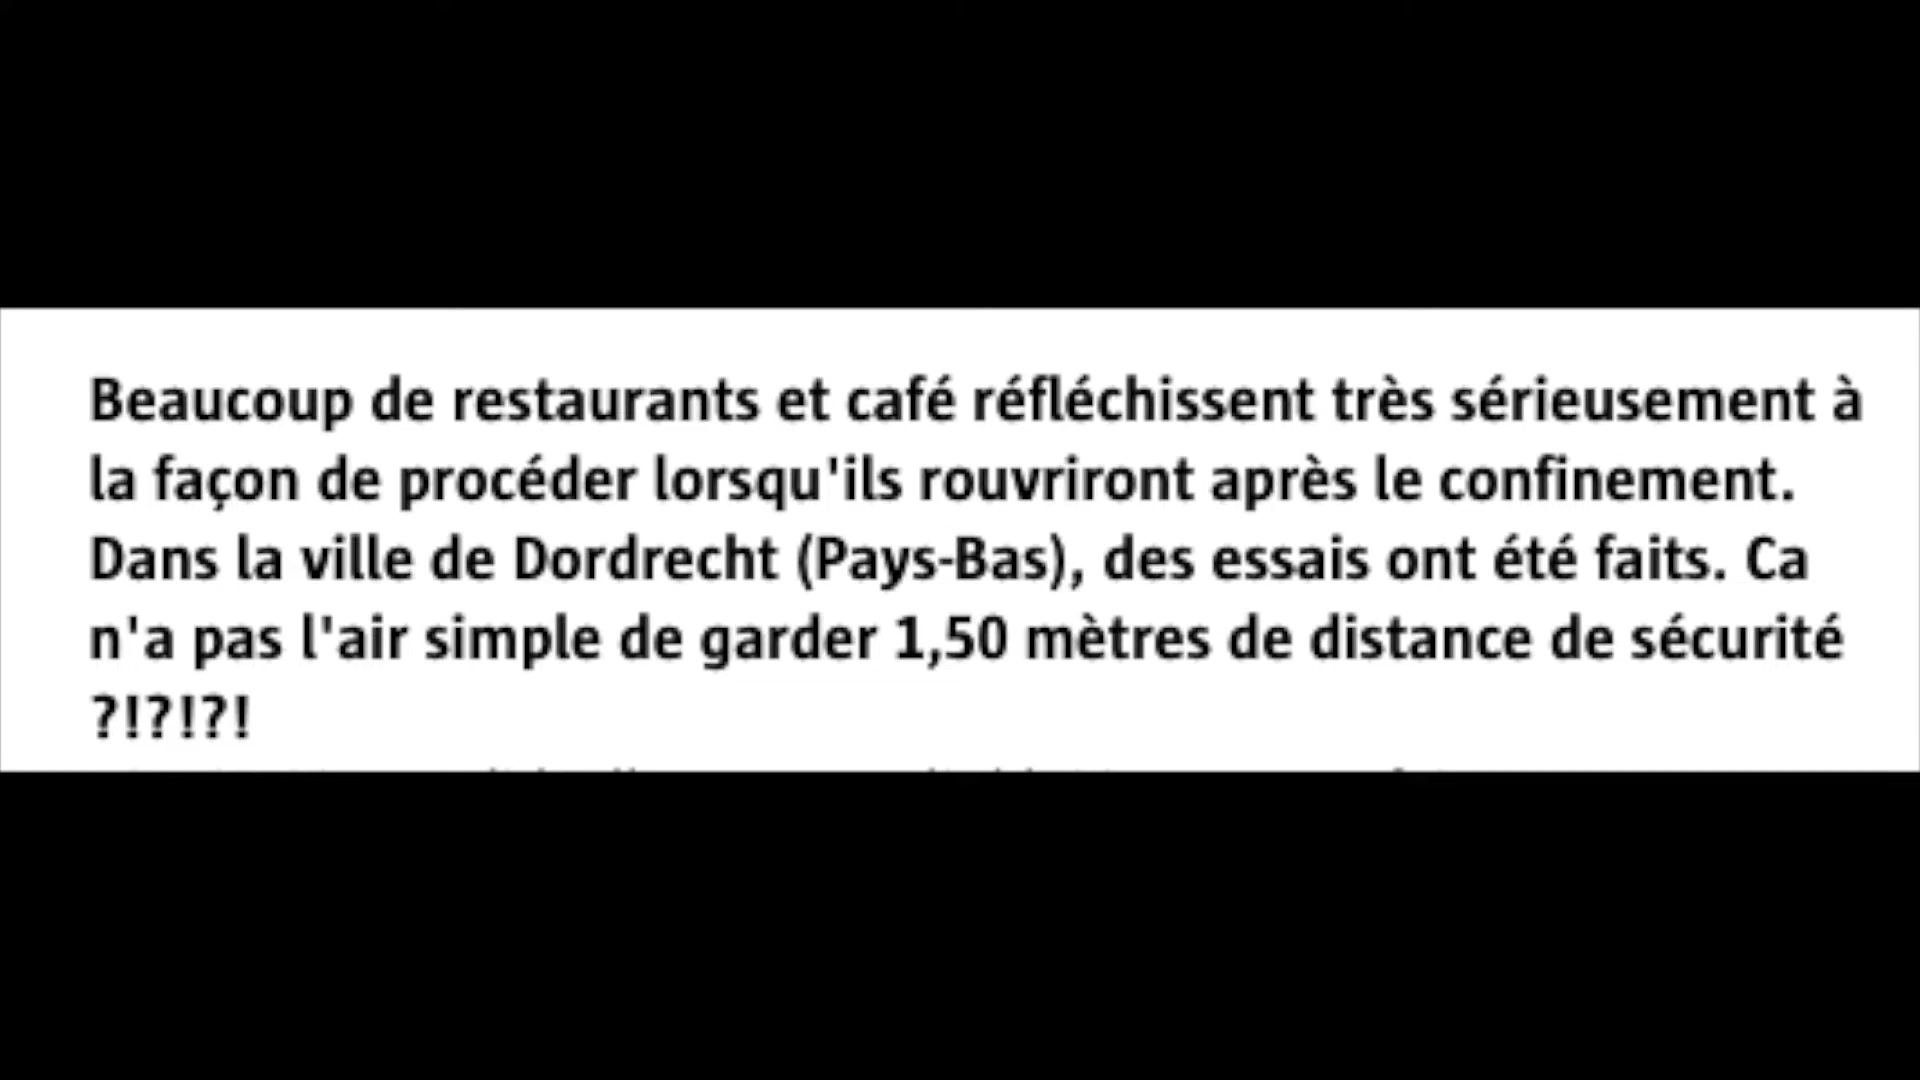 Beaucoup de restaurants et café réfléchissent très sérieusement à
la façon de procéder lorsqu'ils rouvriront après le confinement.
Dans la ville de Dordrecht (Pays-Bas), des essais ont été faits. Ca
n'a pas l'air simple de garder 1,50 mètres de distance de sécurité
?!?!?!